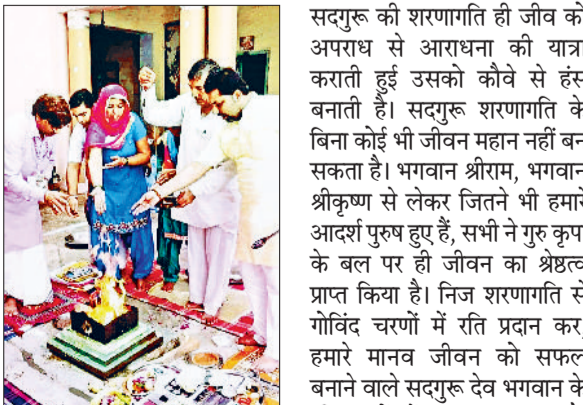 सदगुरू की शरणागति ही जीव को
अपराध से आराधना की यात्रा
कराती हुई उसको कौवे से हंस
बनाती है। सदगुरू शरणागति के
बिना कोई भी जीवन महान नहीं बन
सकता है। भगवान श्रीराम, भगवान
श्रीकृष्ण से लेकर जितने भी हमारे
आदर्श पुरुष हुए हैं, सभी ने गुरु कृपा
के बल पर ही जीवन का श्रेष्ठत्व
प्राप्त किया है। निज शरणागति से
गोविंद चरणों में रति प्रदान कर,
हमारे मानव जीवन को सफल
बनाने वाले सदगुरू देव भगवान के